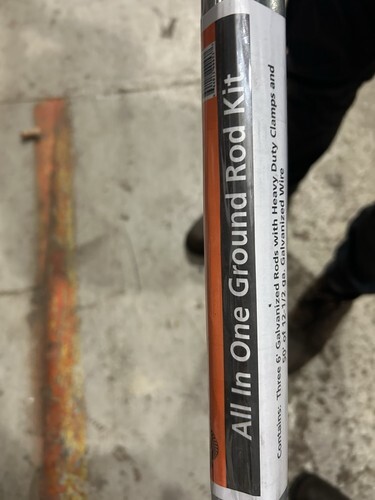 All In One Ground Rod Kit
Contains: Three 6' Galvanized Rods with Heavy Duty Clamps and
50' of 12-1/2 ga. Galvanized Wire